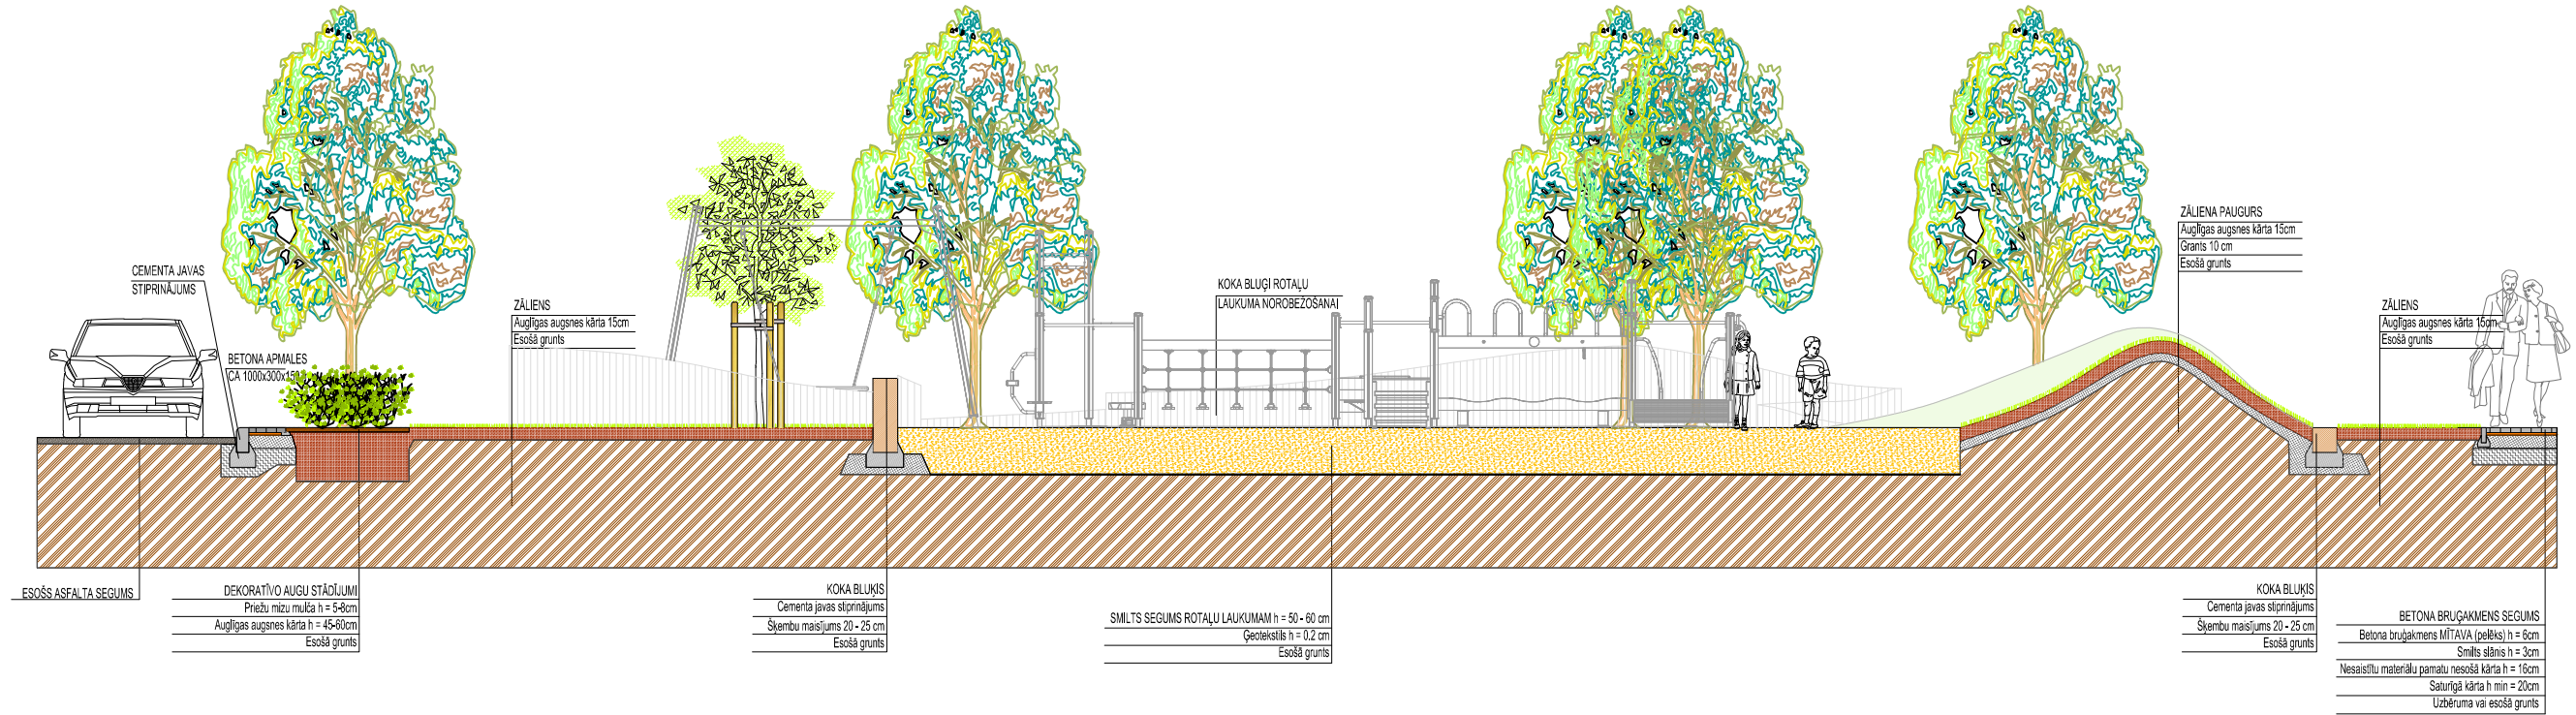 CEMENTA JAVAS
STIPRINĀJUMS
BETONA APMALES
CA 1000x300x150
ZĀLIENS
Auglīgas augsnes kārta 15cm
Esošā grunts
KOKA BLUĢI ROTAĻU
LAUKUMA NOROBEŽOŠANAI
ZĀLIENA PAUGURS
Auglīgas augsnes kārta 15cm
Grants 10 cm
Esošā grunts
ZĀLIENS
Auglīgas augsnes kārta 15cm
Esošā grunts
ESOŠS ASFALTA SEGUMS
DEKORATĪVO AUGU STĀDĪJUMI
Priežu mizu mulča h = 5-8cm
Auglīgas augsnes kārta h = 45-60cm
Esošā grunts
KOKA BLUĶIS
Cementa javas stiprinājums
Šķembu maisījums 20 - 25 cm
Esošā grunts
SMILTS SEGUMS ROTAĻU LAUKUMAM h = 50 - 60 cm
Ģeotekstils h = 0,2 cm
Esošā grunts
KOKA BLUĶIS
Cementa javas stiprinājums
Šķembu maisījums 20 - 25 cm
Esošā grunts
BETONA BRUĢAKMENS SEGUMS
Betona bruģakmens MĪTAVA (pelēks) h = 6cm
Smilts slānis h = 3cm
Nesaistītu materiālu pamatu nesošā kārta h = 16cm
Saturīgā kārta h min = 20cm
Uzbēruma vai esošā grunts